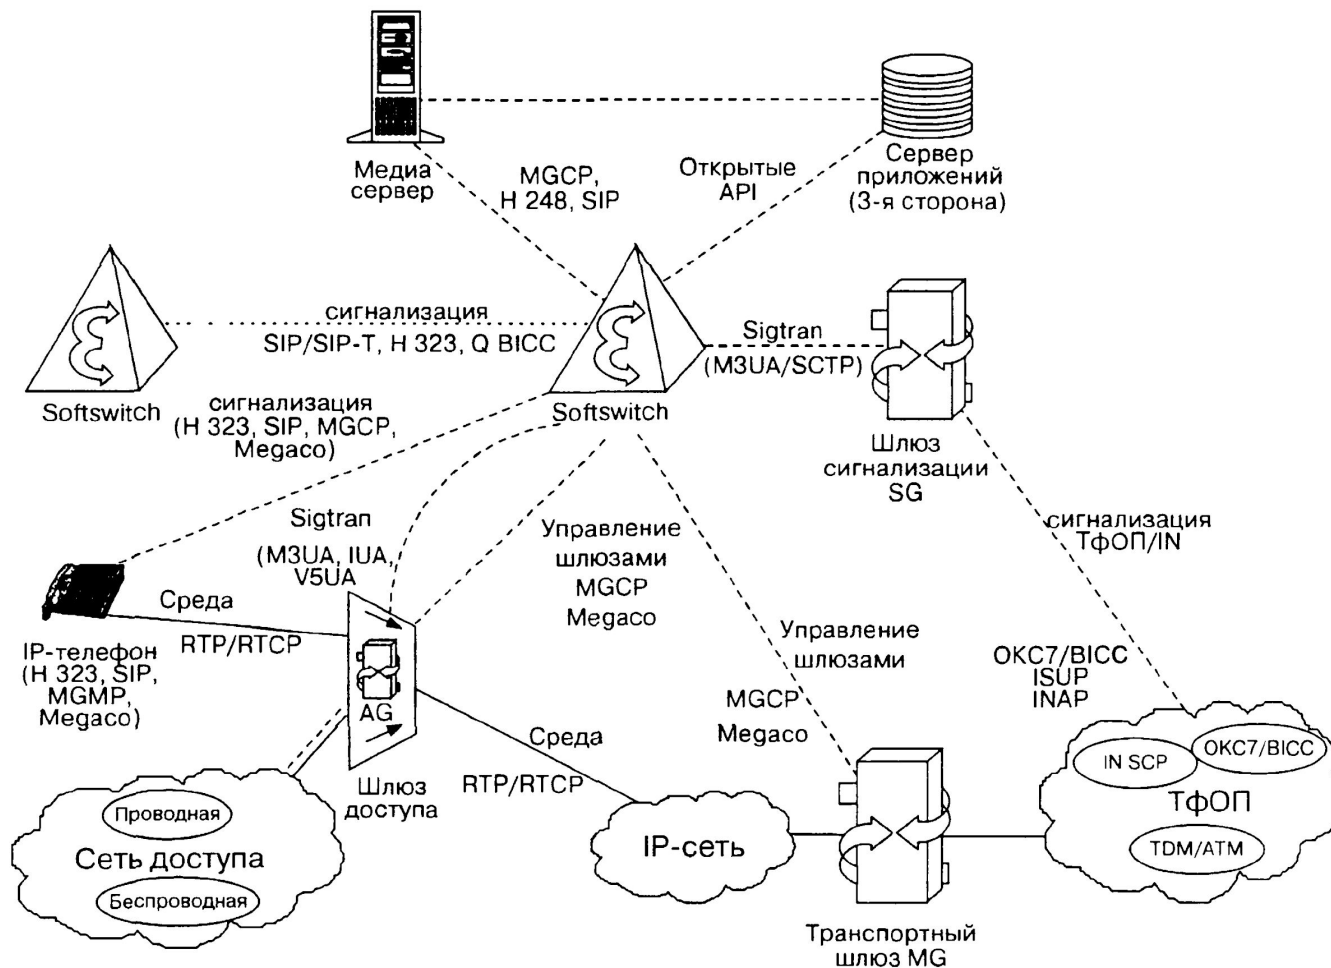 Медиа
сервер
MGCP,
H 248, SIP
Открытые
API
Сервер
приложений
(3-я сторона)
сигнализация
SIP/SIP-T, H 323, Q BICC
Softswitch
Softswitch
Sigtran
(M3UA/SCTP)
Шлюз
сигнализации
SG
сигнализация
(H 323, SIP, MGCP,
Megaco)
Sigtran
(M3UA, IUA,
V5UA
Управление
шлюзами
MGCP
Megaco
сигнализация
ТфОП/IN
Среда
RTP/RTCP
IP-телефон
(H 323, SIP,
MGMP,
Megaco)
AG
Шлюз
доступа
Управление
шлюзами
MGCP
Megaco
ОКС7/BICC
ISUP
INAP
Среда
RTP/RTCP
Проводная
Сеть доступа
Беспроводная
IP-сеть
Транспортный
шлюз MG
IN SCP
ОКС7/BICC
ТфОП
TDM/ATM